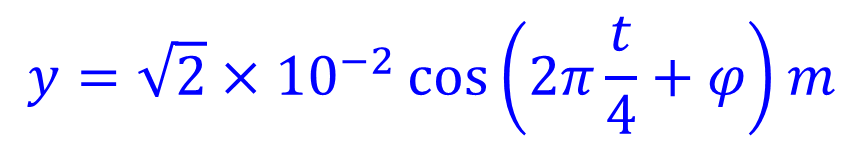 y = √2 × 10⁻² cos(2π t/4 + φ) m